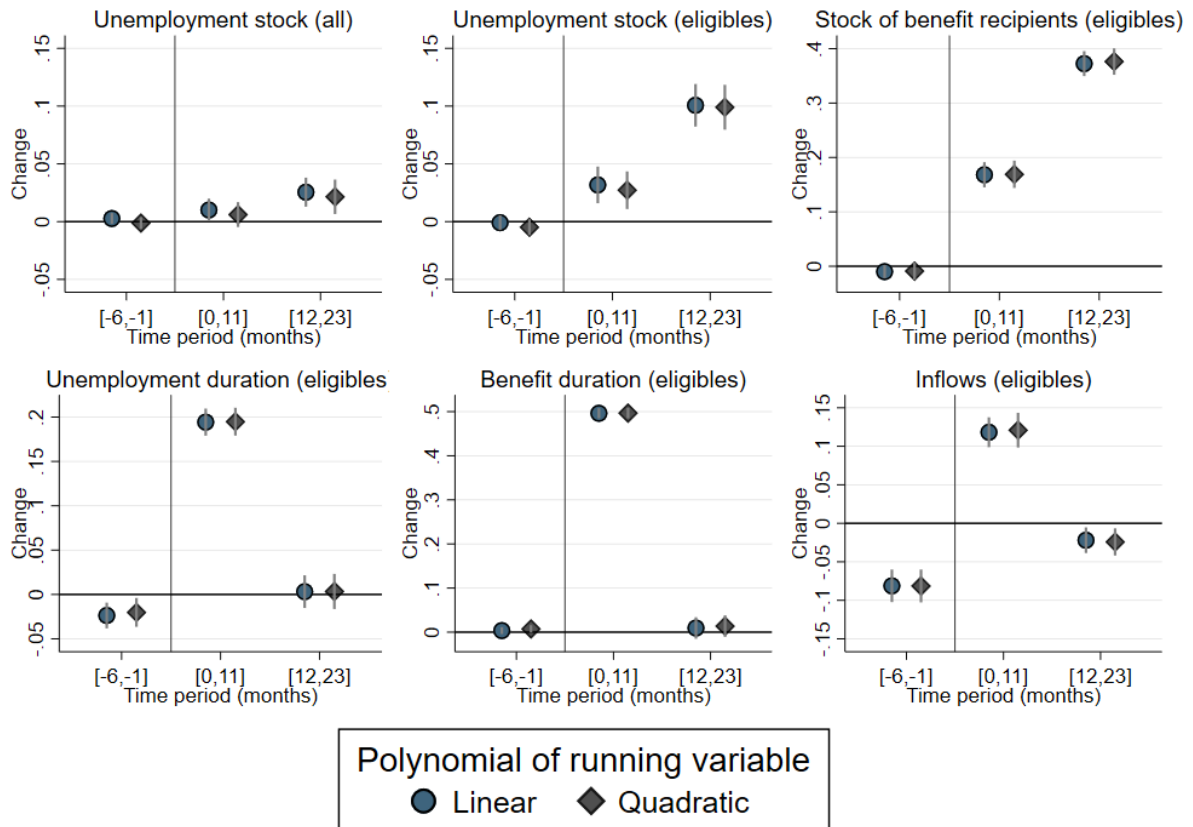 Unemployment stock (all)
Change
.15
.1
.05
0
-.05
[-6,-1] [0,11] [12,23]
Time period (months)
Unemployment stock (eligibles)
Change
.15
.1
.05
0
-.05
[-6,-1] [0,11] [12,23]
Time period (months)
Stock of benefit recipients (eligibles)
Change
.4
.3
.2
.1
0
[-6,-1] [0,11] [12,23]
Time period (months)
Unemployment duration (eligibles
Change
.2
.15
.1
.05
0
-.05
[-6,-1] [0,11] [12,23]
Time period (months)
Benefit duration (eligibles)
Change
.5
.4
.3
.2
.1
0
[-6,-1] [0,11] [12,23]
Time period (months)
Inflows (eligibles)
Change
.15
.1
.05
0
-.05
-.1
-.15
[-6,-1] [0,11] [12,23]
Time period (months)
Polynomial of running variable
Linear Quadratic